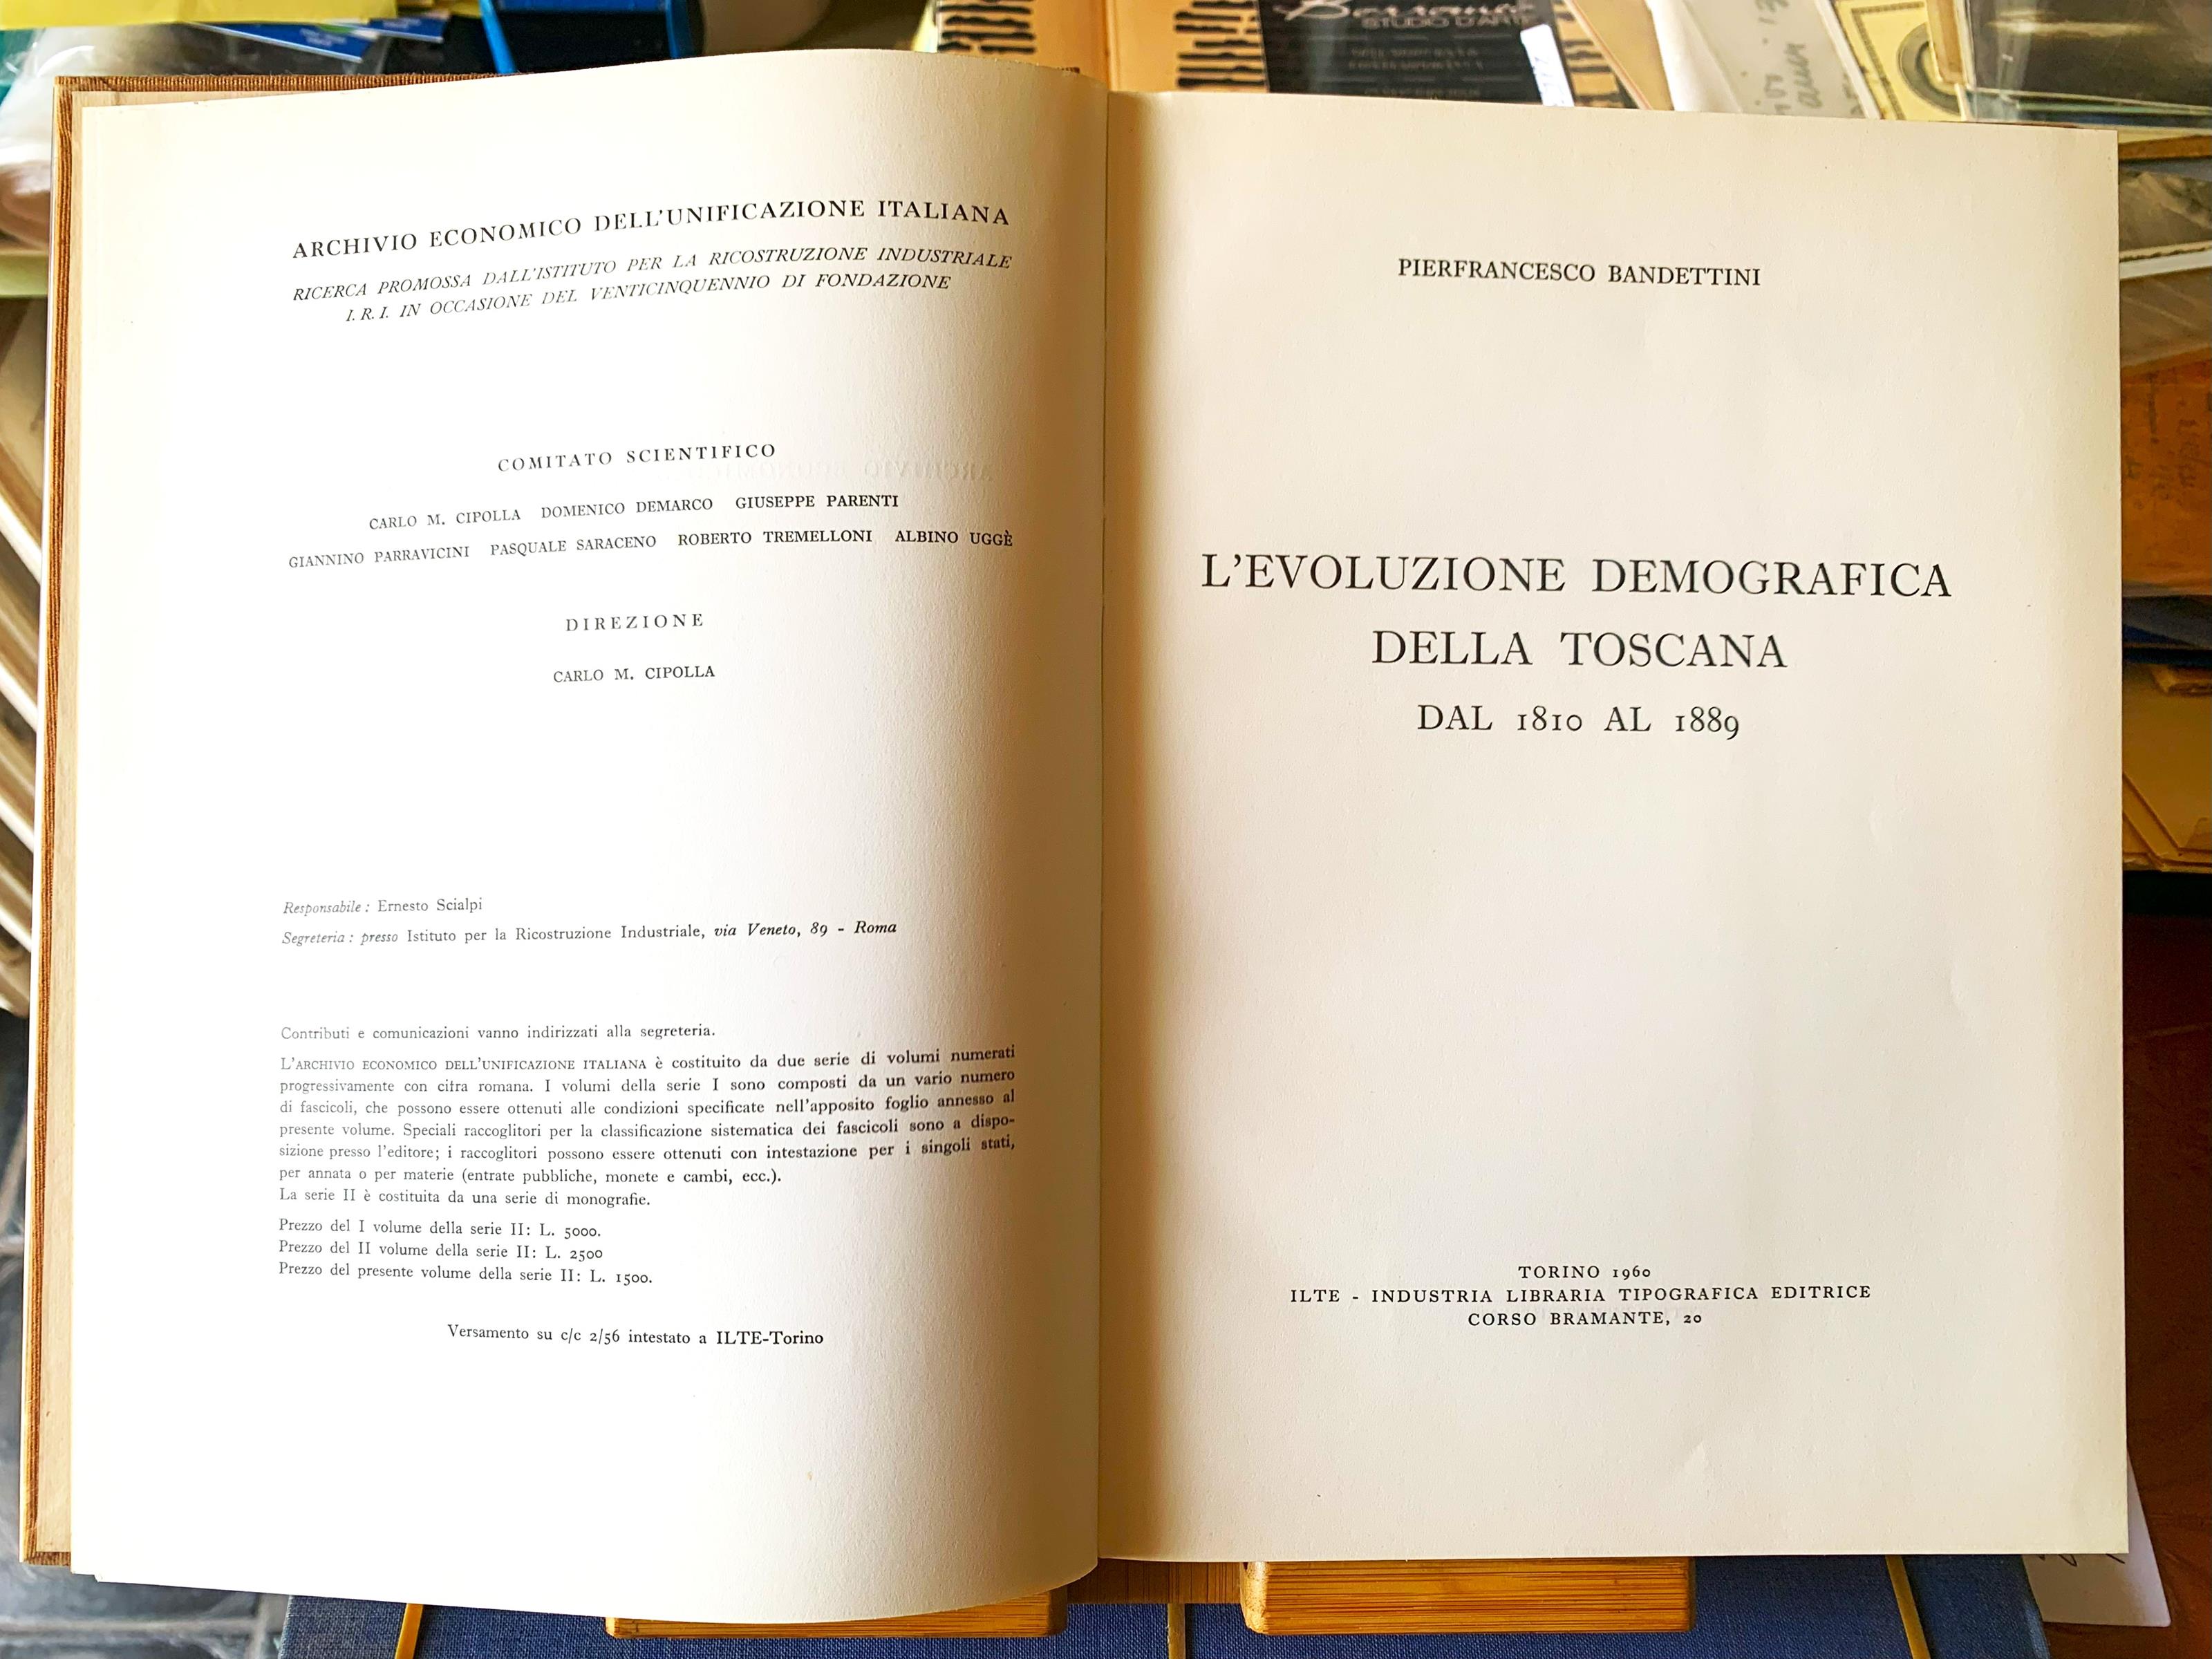 ARCHIVIO ECONOMICO DELL'UNIFICAZIONE ITALIANA
RICERCA PROMOSSA DALL'ISTITUTO PER LA RICOSTRUZIONE INDUSTRIALE
I. R. I. IN OCCASIONE DEL VENTICINQUENNIO DI FONDAZIONE
COMITATO SCIENTIFICO
CARLO M. CIPOLLA DOMENICO DEMARCO GIUSEPPE PARENTI
GIANNINO PARRAVICINI PASQUALE SARACENO ROBERTO TREMELLONI ALBINO UGGÈ
DIREZIONE
CARLO M. CIPOLLA
Responsabile: Ernesto Scialpi
Segreteria: presso Istituto per la Ricostruzione Industriale, via Veneto, 89 - Roma
Contributi e comunicazioni vanno indirizzati alla segreteria.
L'ARCHIVIO ECONOMICO DELL'UNIFICAZIONE ITALIANA è costituito da due serie di volumi numerati
progressivamente con cifra romana. I volumi della serie I sono composti da un vario numero
di fascicoli, che possono essere ottenuti alle condizioni specificate nell'apposito foglio annesso al
presente volume. Speciali raccoglitori per la classificazione sistematica dei fascicoli sono a dispo-
sizione presso l'editore; i raccoglitori possono essere ottenuti con intestazione per i singoli stati,
per annata o per materie (entrate pubbliche, monete e cambi, ecc.).
La serie II è costituita da una serie di monografie.
Prezzo del I volume della serie II: L. 5000.
Prezzo del II volume della serie II: L. 2500
Prezzo del presente volume della serie II: L. 1500.
Versamento su c/c 2/56 intestato a ILTE-Torino
PIERFRANCESCO BANDETTINI
L'EVOLUZIONE DEMOGRAFICA
DELLA TOSCANA
DAL 1810 AL 1889
TORINO 1960
ILTE - INDUSTRIA LIBRARIA TIPOGRAFICA EDITRICE
CORSO BRAMANTE, 20
STUDIO D'ARTE